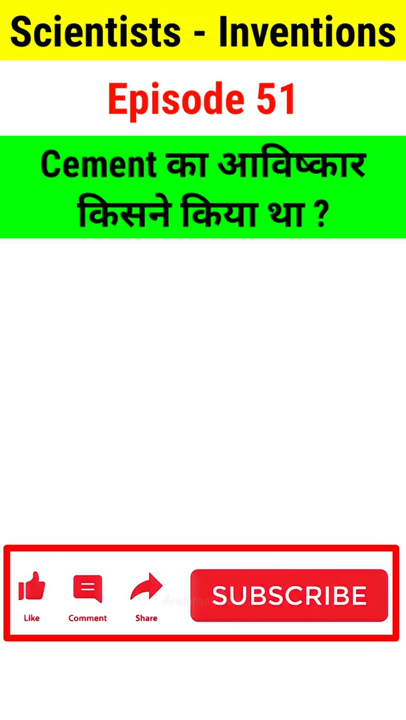 Scientists - Inventions
Episode 51
Cement का आविष्कार
किसने किया था ?
Like
Comment
Share
SUBSCRIBE